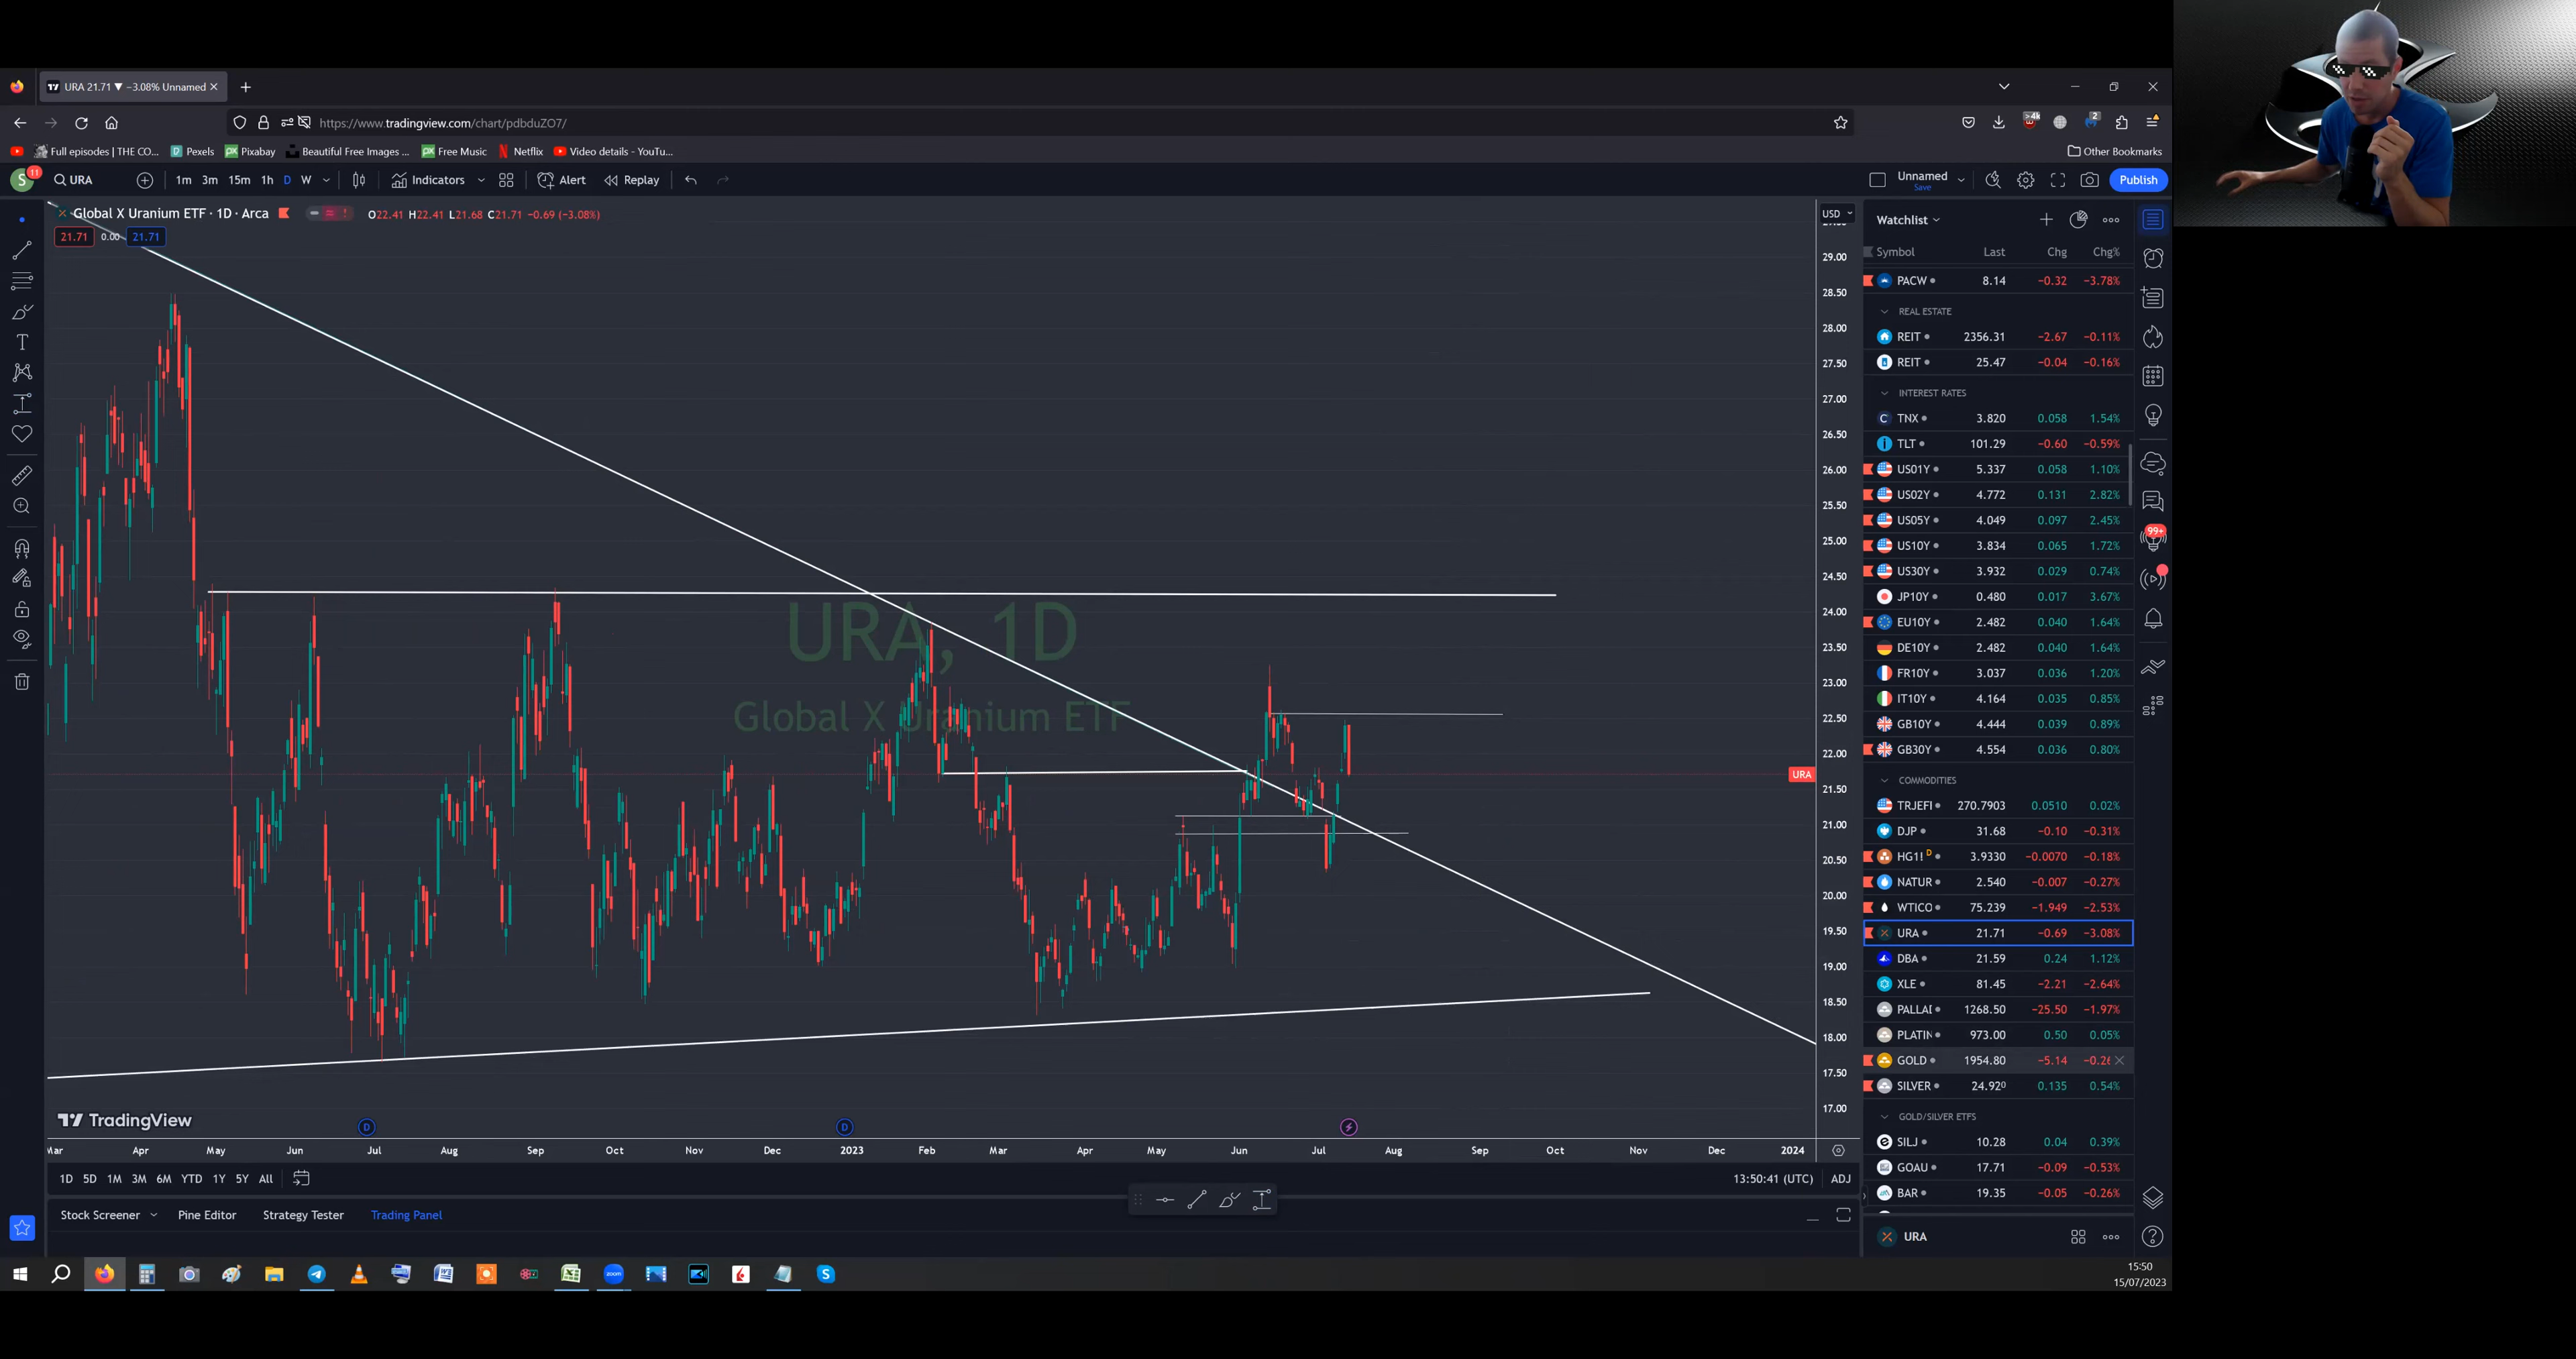 URA 21.71 ▼ −3.08% Unnamed
https://www.tradingview.com/chart/pdbduZO7/
>4k
2
Full episodes | THE CO...
Pexels
Pixabay
Beautiful Free Images ...
Free Music
Netflix
Video details - YouTu...
Other Bookmarks
S
11
URA
1m 3m 15m 1h D W
Indicators
Alert
Replay
Unnamed
Save
Publish
Global X Uranium ETF · 1D · Arca
O22.41 H22.41 L21.68 C21.71 −0.69 (−3.08%)
21.71 0.00 21.71
USD
29.00
28.50
28.00
27.50
27.00
26.50
26.00
25.50
25.00
24.50
24.00
23.50
23.00
22.50
22.00
21.50
21.00
20.50
20.00
19.50
19.00
18.50
18.00
17.50
17.00
URA, 1D
Global X Uranium ETF
URA
TradingView
D
D
Mar Apr May Jun Jul Aug Sep Oct Nov Dec 2023 Feb Mar Apr May Jun Jul Aug Sep Oct Nov Dec 2024
1D 5D 1M 3M 6M YTD 1Y 5Y All
13:50:41 (UTC) ADJ
Stock Screener
Pine Editor
Strategy Tester
Trading Panel
Watchlist
Symbol Last Chg Chg%
PACW 8.14 −0.32 −3.78%
REAL ESTATE
REIT 2356.31 −2.67 −0.11%
REIT 25.47 −0.04 −0.16%
INTEREST RATES
TNX 3.820 0.058 1.54%
TLT 101.29 −0.60 −0.59%
US01Y 5.337 0.058 1.10%
US02Y 4.772 0.131 2.82%
US05Y 4.049 0.097 2.45%
US10Y 3.834 0.065 1.72%
US30Y 3.932 0.029 0.74%
JP10Y 0.480 0.017 3.67%
EU10Y 2.482 0.040 1.64%
DE10Y 2.482 0.040 1.64%
FR10Y 3.037 0.036 1.20%
IT10Y 4.164 0.035 0.85%
GB10Y 4.444 0.039 0.89%
GB30Y 4.554 0.036 0.80%
COMMODITIES
TRJEFI 270.7903 0.0510 0.02%
DJP 31.68 −0.10 −0.31%
HG1! D 3.9330 −0.0070 −0.18%
NATUR 2.540 −0.007 −0.27%
WTICO 75.239 −1.949 −2.53%
URA 21.71 −0.69 −3.08%
DBA 21.59 0.24 1.12%
XLE 81.45 −2.21 −2.64%
PALLAI 1268.50 −25.50 −1.97%
PLATIN 973.00 0.50 0.05%
GOLD 1954.80 −5.14
SILVER 24.920 0.135 0.54%
GOLD/SILVER ETFS
SILJ 10.28 0.04 0.39%
GOAU 17.71 −0.09 −0.53%
BAR 19.35 −0.05 −0.26%
URA
99+
zoom
15:50
15/07/2023